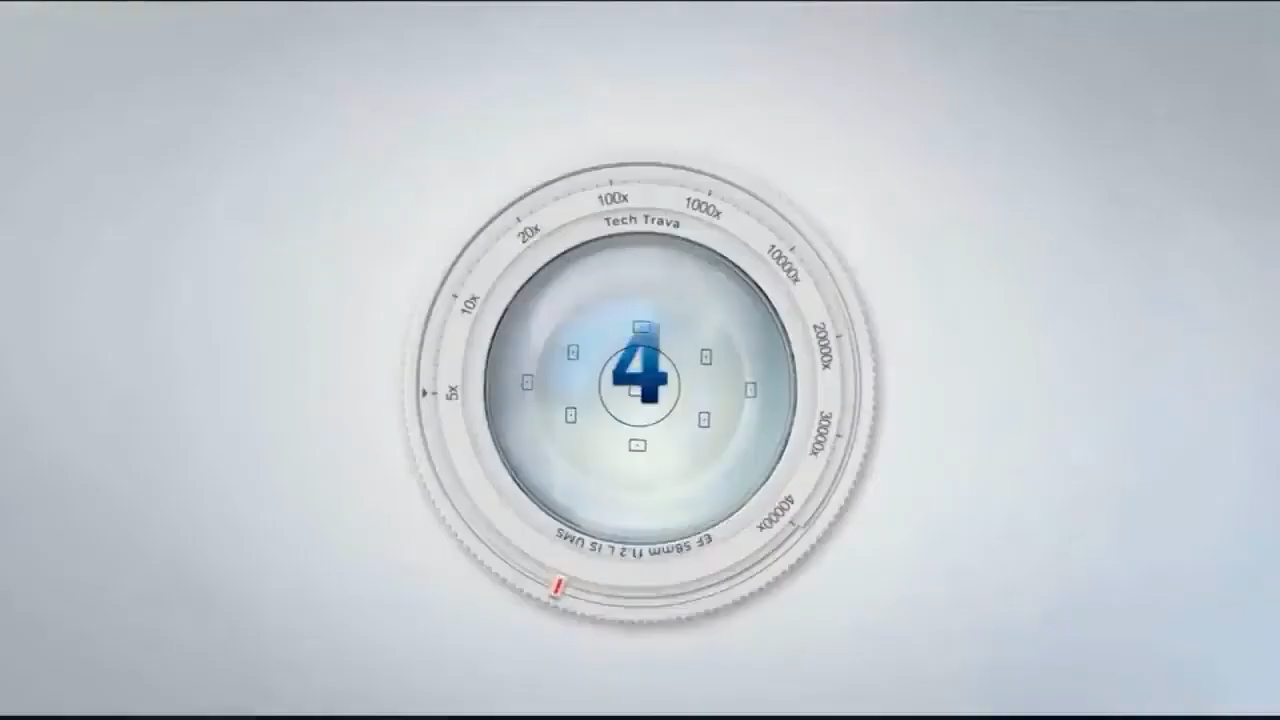 100x
1000x
20x
Tech Trava
10000x
10x
4
20000x
5x
30000x
40000x
EF 58mm f1.2 L IS UMS